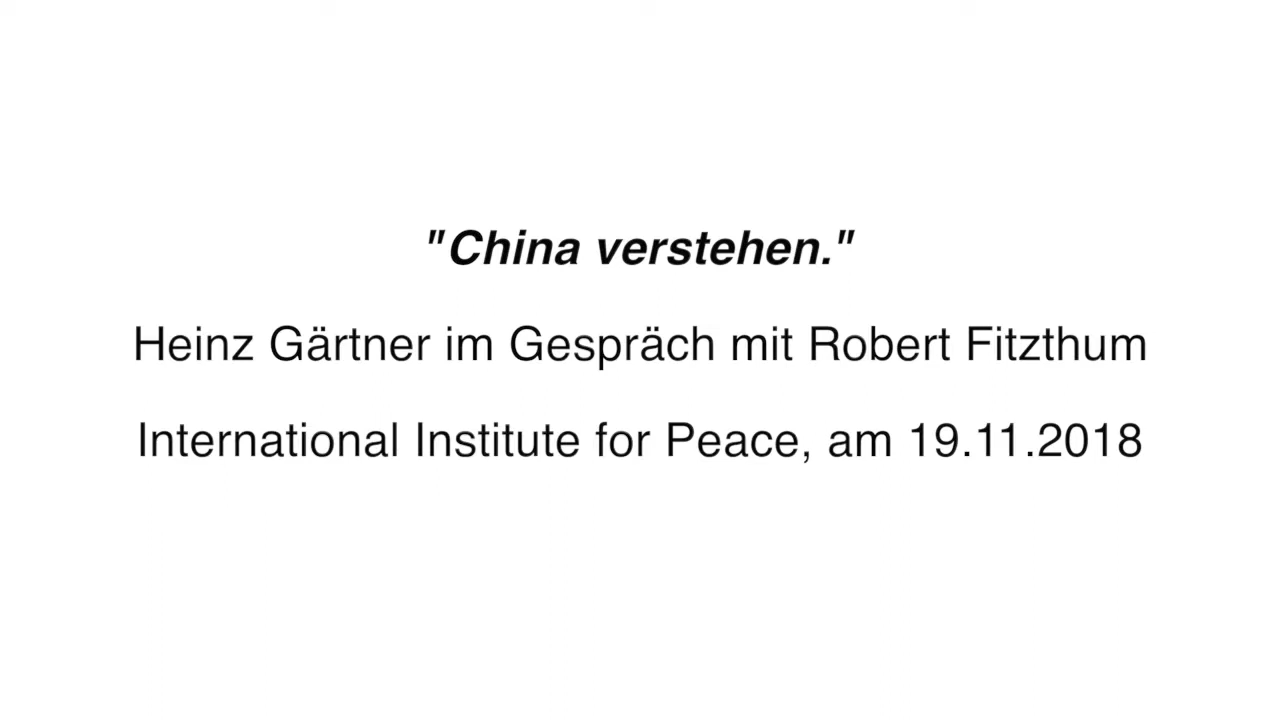 "China verstehen."
Heinz Gärtner im Gespräch mit Robert Fitzthum
International Institute for Peace, am 19.11.2018